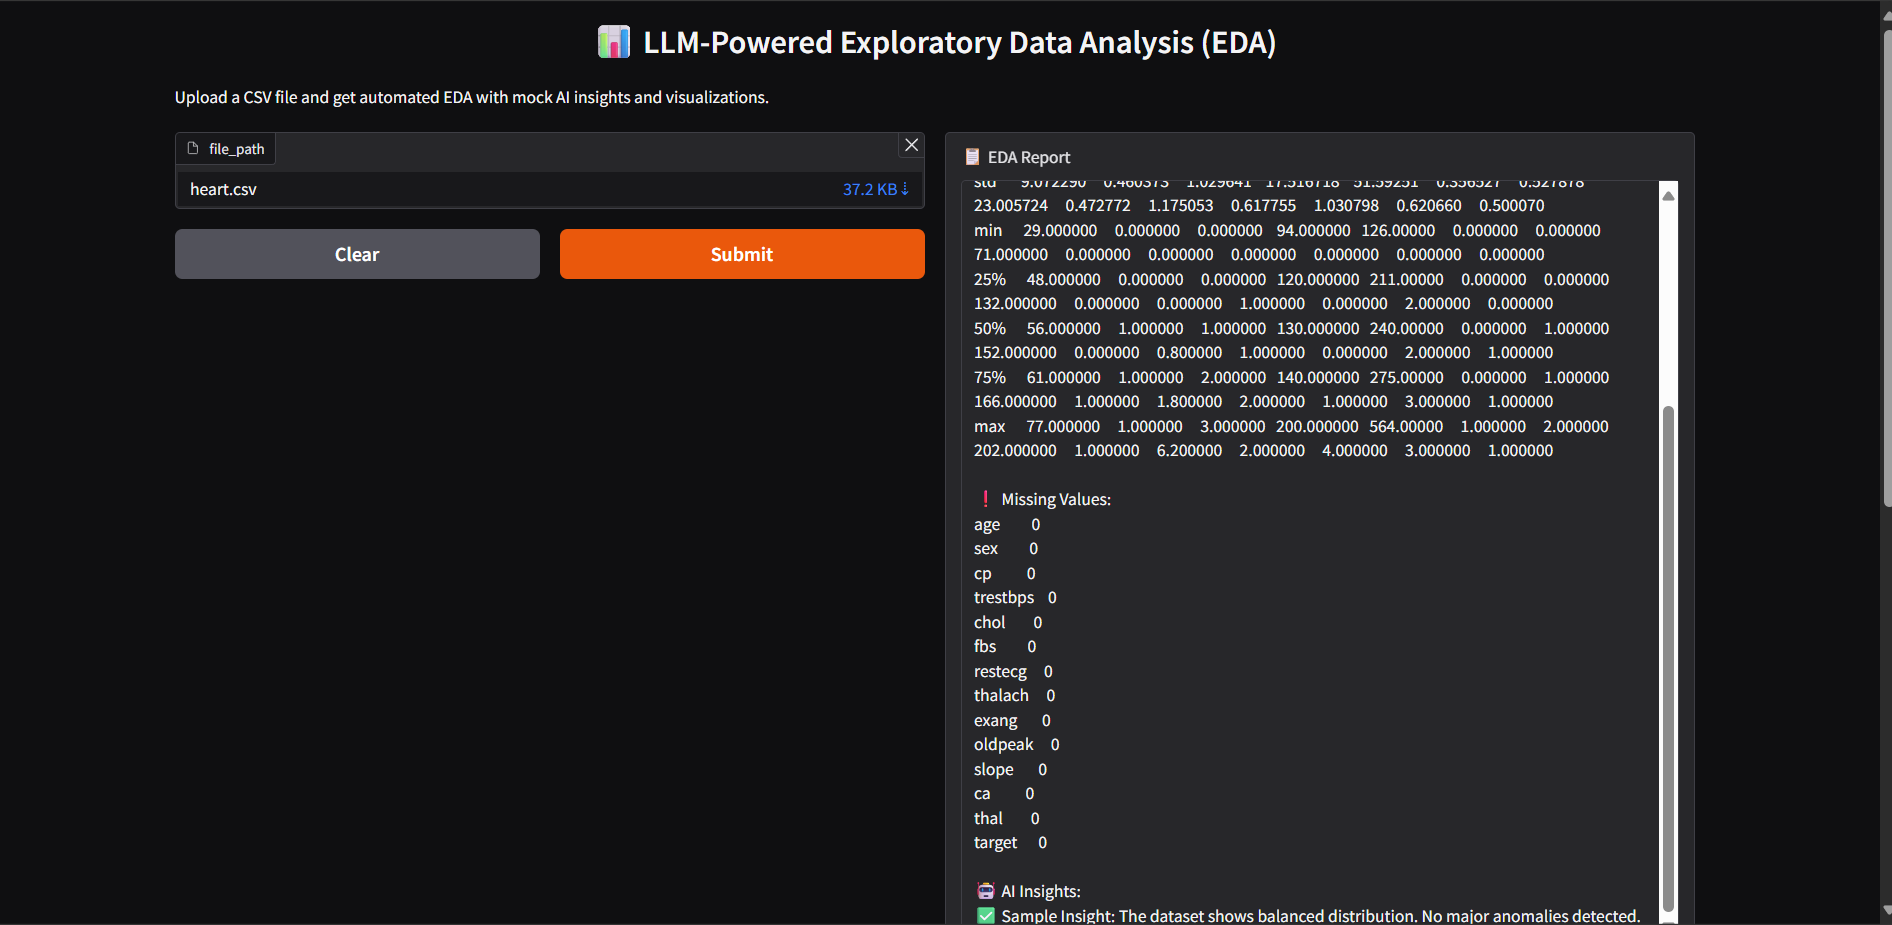 📊 LLM-Powered Exploratory Data Analysis (EDA)
Upload a CSV file and get automated EDA with mock AI insights and visualizations.
file_path
heart.csv 37.2 KB ↓
Clear
Submit
📋 EDA Report
std 9.072290 0.460373 1.029641 17.516718 51.59251 0.356527 0.527878
23.005724 0.472772 1.175053 0.617755 1.030798 0.620660 0.500070
min 29.000000 0.000000 0.000000 94.000000 126.00000 0.000000 0.000000
71.000000 0.000000 0.000000 0.000000 0.000000 0.000000 0.000000
25% 48.000000 0.000000 0.000000 120.000000 211.00000 0.000000 0.000000
132.000000 0.000000 0.000000 1.000000 0.000000 2.000000 0.000000
50% 56.000000 1.000000 1.000000 130.000000 240.00000 0.000000 1.000000
152.000000 0.000000 0.800000 1.000000 0.000000 2.000000 1.000000
75% 61.000000 1.000000 2.000000 140.000000 275.00000 0.000000 1.000000
166.000000 1.000000 1.800000 2.000000 1.000000 3.000000 1.000000
max 77.000000 1.000000 3.000000 200.000000 564.00000 1.000000 2.000000
202.000000 1.000000 6.200000 2.000000 4.000000 3.000000 1.000000
❗ Missing Values:
age 0
sex 0
cp 0
trestbps 0
chol 0
fbs 0
restecg 0
thalach 0
exang 0
oldpeak 0
slope 0
ca 0
thal 0
target 0
🤖 AI Insights:
✅ Sample Insight: The dataset shows balanced distribution. No major anomalies detected.